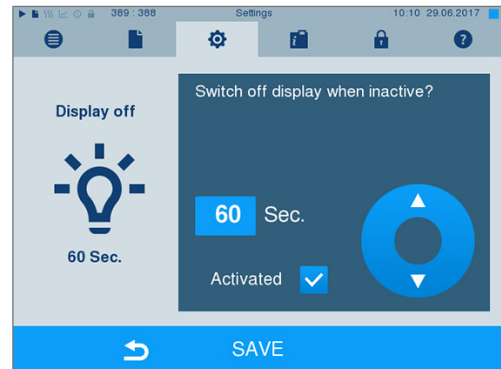 389 : 388 Settings 10:10 29.06.2017
Display off
60 Sec.
Switch off display when inactive?
60 Sec.
Activated
SAVE